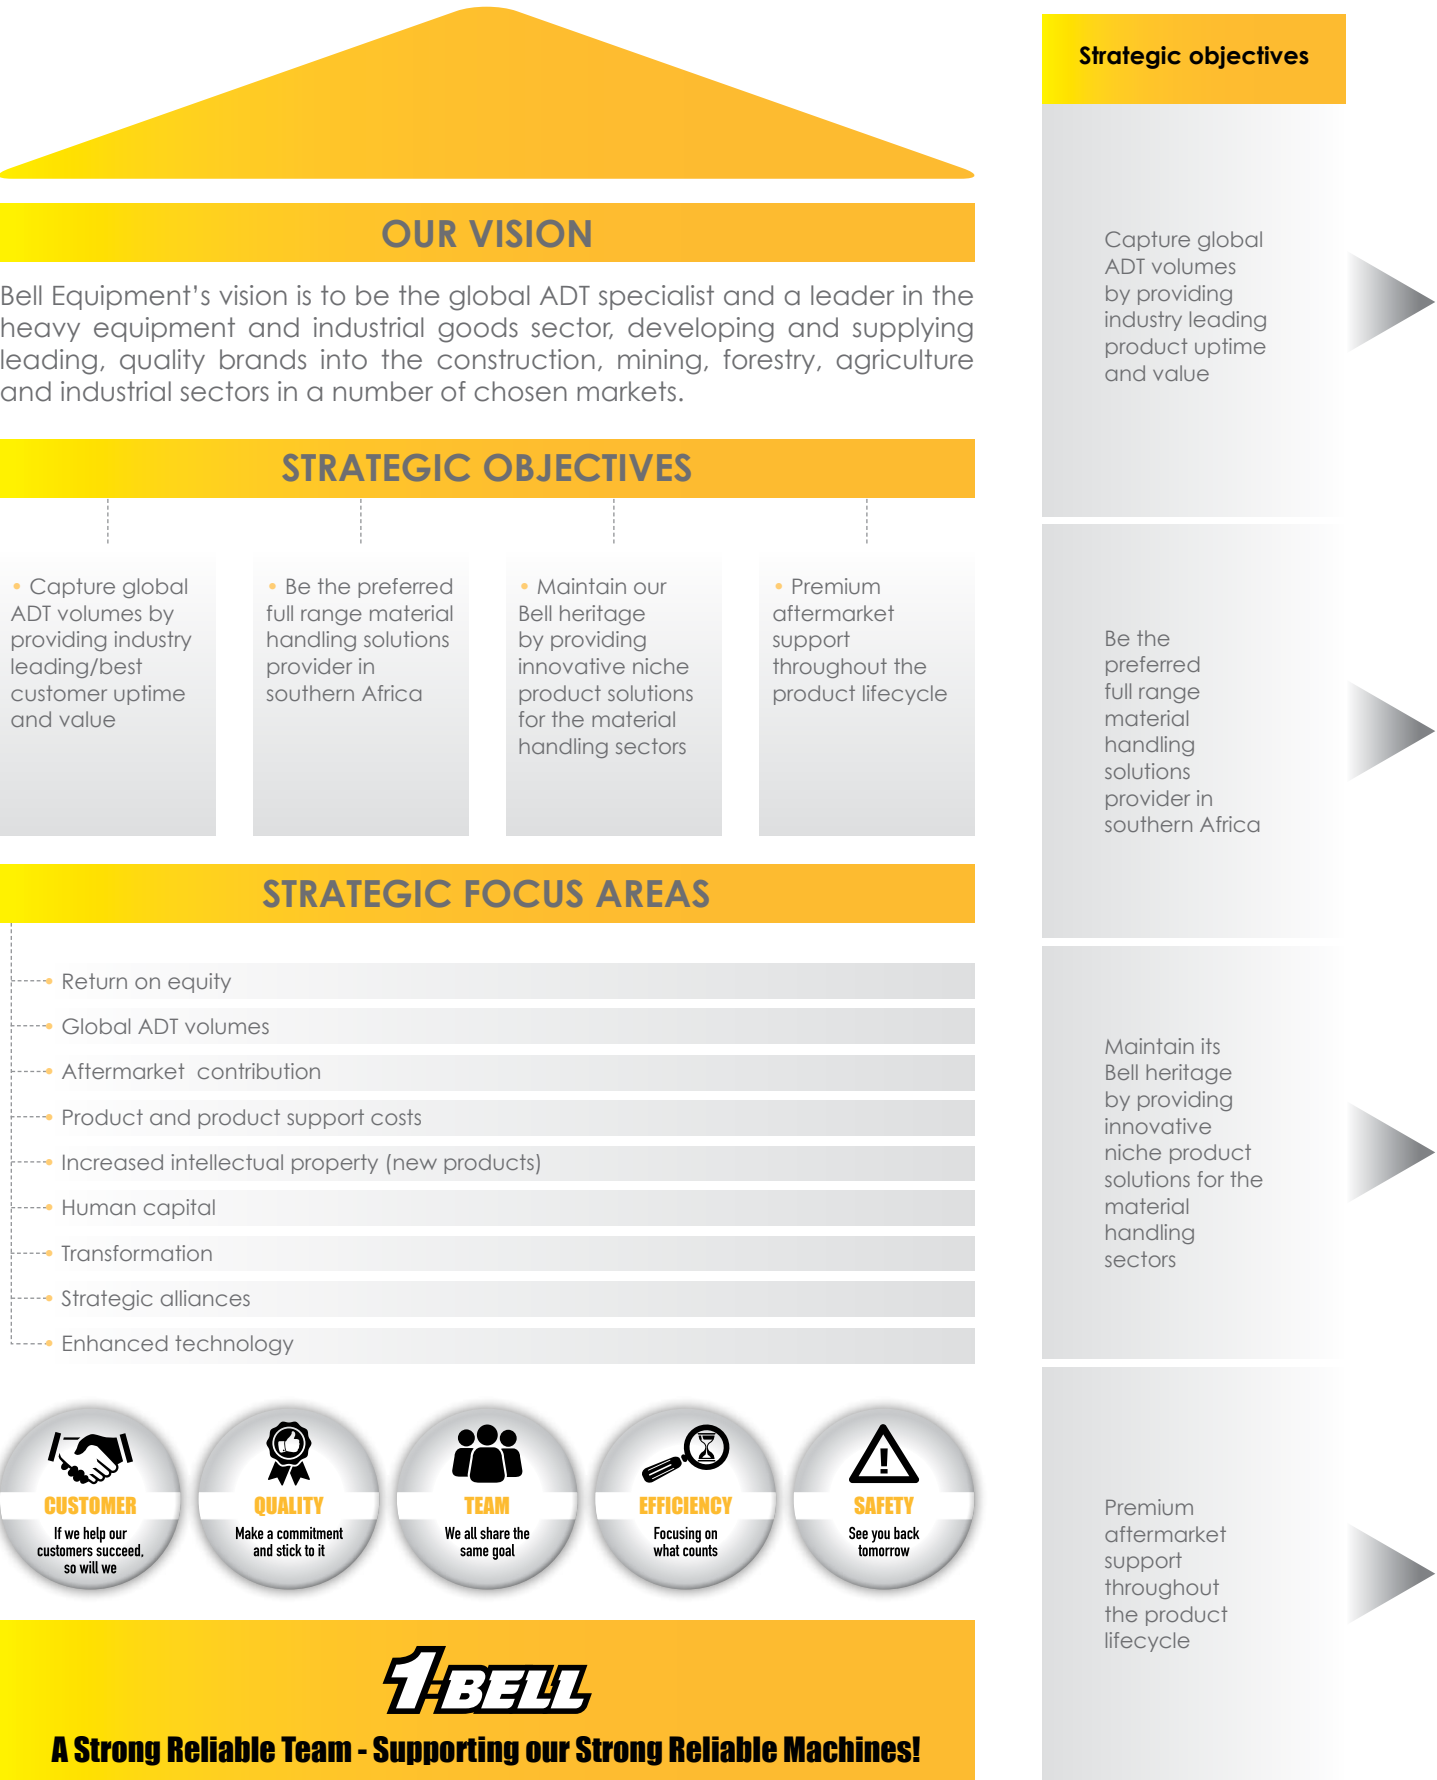 OUR VISION
Bell Equipment’s vision is to be the global ADT specialist and a leader in the
heavy equipment and industrial goods sector, developing and supplying
leading, quality brands into the construction, mining, forestry, agriculture
and industrial sectors in a number of chosen markets.
STRATEGIC OBJECTIVES
• Capture global
ADT volumes by
providing industry
leading/best
customer uptime
and value
• Be the preferred
full range material
handling solutions
provider in
southern Africa
• Maintain our
Bell heritage
by providing
innovative niche
product solutions
for the material
handling sectors
• Premium
aftermarket
support
throughout the
product lifecycle
STRATEGIC FOCUS AREAS
• Return on equity
• Global ADT volumes
• Aftermarket contribution
• Product and product support costs
• Increased intellectual property (new products)
• Human capital
• Transformation
• Strategic alliances
• Enhanced technology
CUSTOMER
If we help our
customers succeed,
so will we
QUALITY
Make a commitment
and stick to it
TEAM
We all share the
same goal
EFFICIENCY
Focusing on
what counts
SAFETY
See you back
tomorrow
1-BELL
A Strong Reliable Team - Supporting our Strong Reliable Machines!
Strategic objectives
Capture global
ADT volumes
by providing
industry leading
product uptime
and value
Be the
preferred
full range
material
handling
solutions
provider in
southern Africa
Maintain its
Bell heritage
by providing
innovative
niche product
solutions for the
material
handling
sectors
Premium
aftermarket
support
throughout
the product
lifecycle